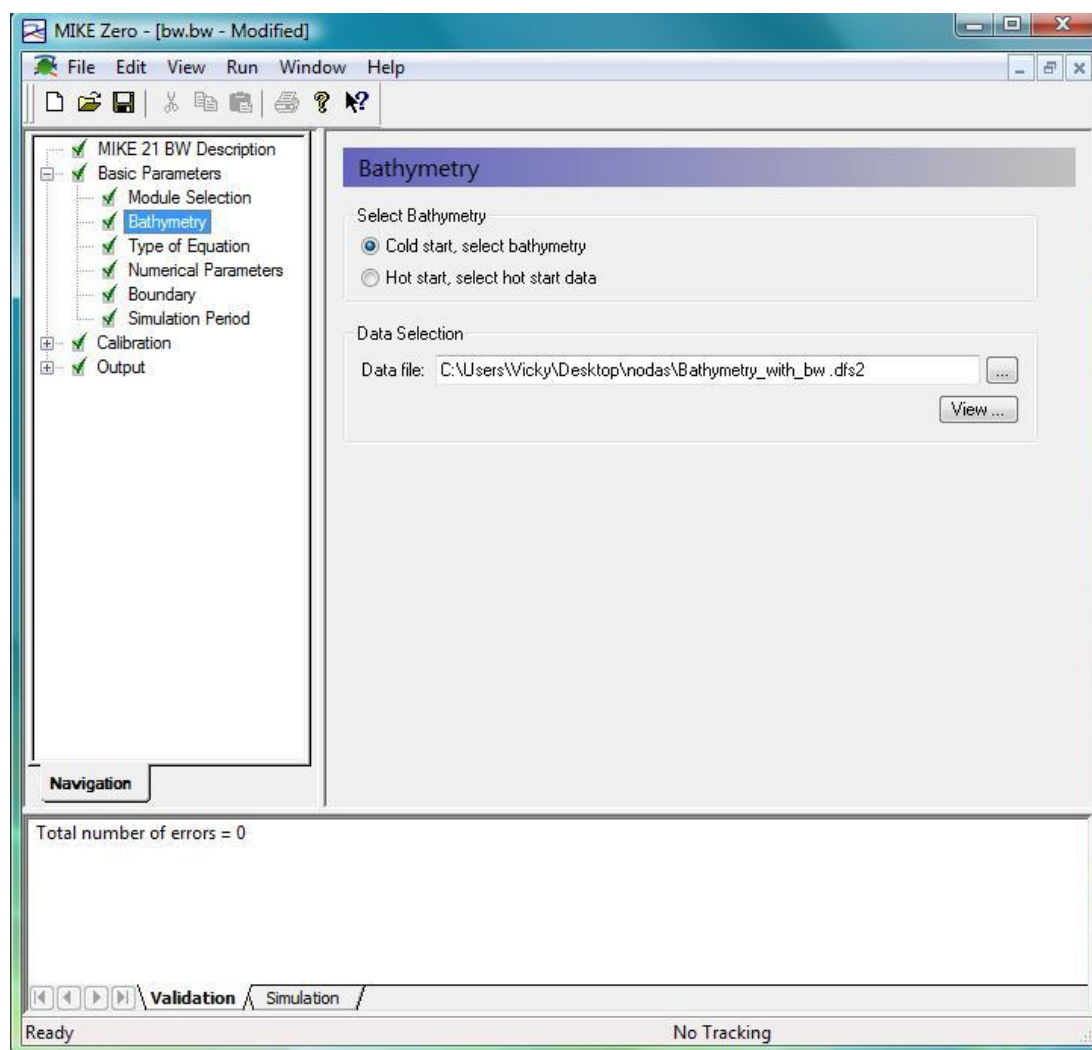 MIKE Zero - [bw.bw - Modified]
File Edit View Run Window Help
MIKE 21 BW Description
Basic Parameters
Module Selection
Bathymetry
Type of Equation
Numerical Parameters
Boundary
Simulation Period
Calibration
Output
Navigation
Bathymetry
Select Bathymetry
Cold start, select bathymetry
Hot start, select hot start data
Data Selection
Data file: C:\Users\Vicky\Desktop\nodas\Bathymetry_with_bw .dfs2 ...
View ...
Total number of errors = 0
Validation Simulation
Ready No Tracking